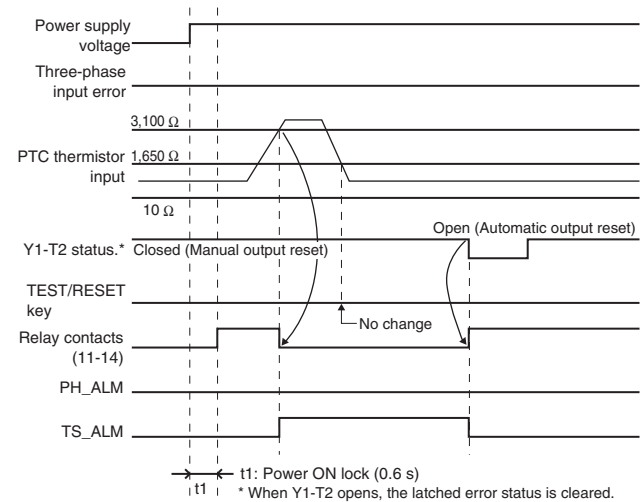 Power supply
voltage
Three-phase
input error
3,100 Ω
PTC thermistor
input
1,650 Ω
10 Ω
Open (Automatic output reset)
Y1-T2 status.* Closed (Manual output reset)
TEST/RESET
key
No change
Relay contacts
(11-14)
PH_ALM
TS_ALM
t1
t1: Power ON lock (0.6 s)
* When Y1-T2 opens, the latched error status is cleared.